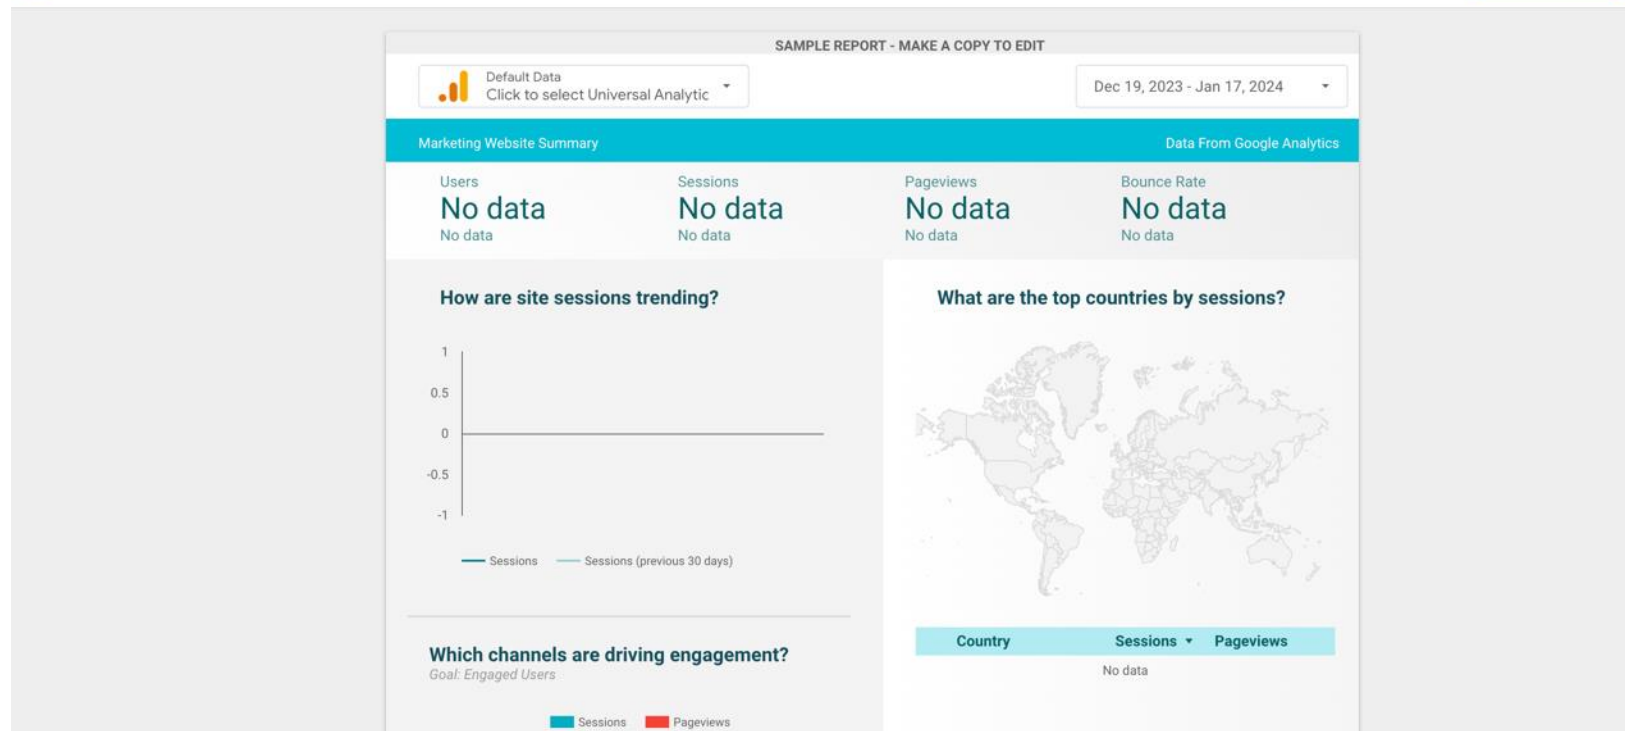 SAMPLE REPORT - MAKE A COPY TO EDIT
Default Data
Click to select Universal Analytic
Dec 19, 2023 - Jan 17, 2024
Marketing Website Summary
Data From Google Analytics
Users
No data
No data
Sessions
No data
No data
Pageviews
No data
No data
Bounce Rate
No data
No data
How are site sessions trending?
1
0.5
0
-0.5
-1
Sessions
Sessions (previous 30 days)
Which channels are driving engagement?
Goal: Engaged Users
Sessions
Pageviews
What are the top countries by sessions?
Country Sessions Pageviews
No data